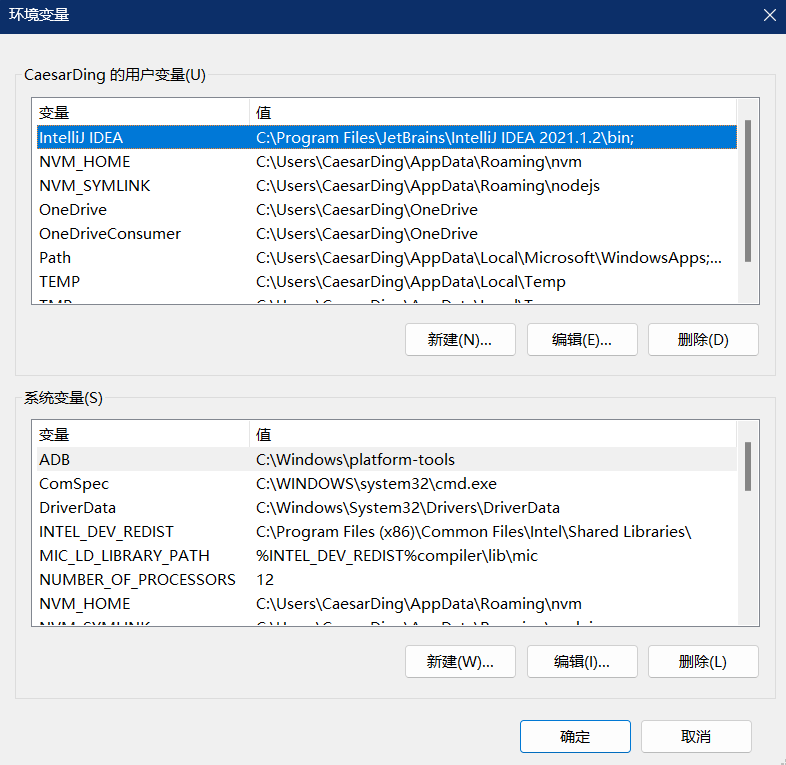 环境变量
CaesarDing 的用户变量(U)
变量 值
IntelliJ IDEA C:\Program Files\JetBrains\IntelliJ IDEA 2021.1.2\bin;
NVM_HOME C:\Users\CaesarDing\AppData\Roaming\nvm
NVM_SYMLINK C:\Users\CaesarDing\AppData\Roaming\nodejs
OneDrive C:\Users\CaesarDing\OneDrive
OneDriveConsumer C:\Users\CaesarDing\OneDrive
Path C:\Users\CaesarDing\AppData\Local\Microsoft\WindowsApps;...
TEMP C:\Users\CaesarDing\AppData\Local\Temp
新建(N)... 编辑(E)... 删除(D)
系统变量(S)
变量 值
ADB C:\Windows\platform-tools
ComSpec C:\WINDOWS\system32\cmd.exe
DriverData C:\Windows\System32\Drivers\DriverData
INTEL_DEV_REDIST C:\Program Files (x86)\Common Files\Intel\Shared Libraries\
MIC_LD_LIBRARY_PATH %INTEL_DEV_REDIST%compiler\lib\mic
NUMBER_OF_PROCESSORS 12
NVM_HOME C:\Users\CaesarDing\AppData\Roaming\nvm
新建(W)... 编辑(I)... 删除(L)
确定 取消